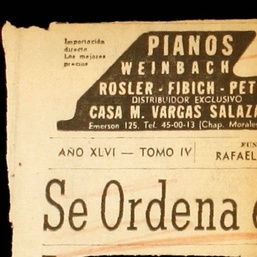 Importación
directa
Los mejores
precios
PIANOS
WEINBACH
ROSLER - FIBICH - PET
DISTRIBUIDOR EXCLUSIVO
CASA M. VARGAS SALAZA
Emerson 125. Tel. 45-00-13 (Chap. Morale
AÑO XLVI — TOMO IV
FUN
RAFAEL
Se Ordena